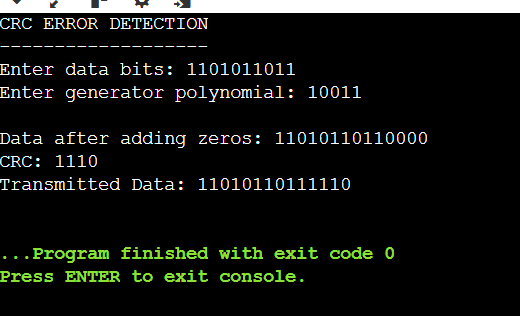 CRC ERROR DETECTION
-------------------
Enter data bits: 1101011011
Enter generator polynomial: 10011
Data after adding zeros: 11010110110000
CRC: 1110
Transmitted Data: 11010110111110
...Program finished with exit code 0
Press ENTER to exit console.